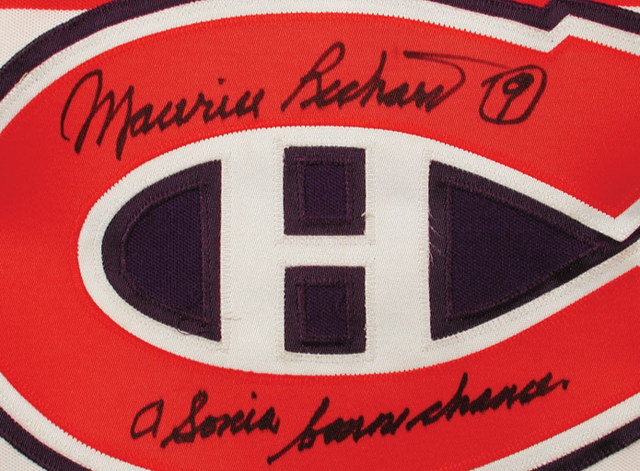 Maurice Richard 9
H
A Sonia bonne chance.